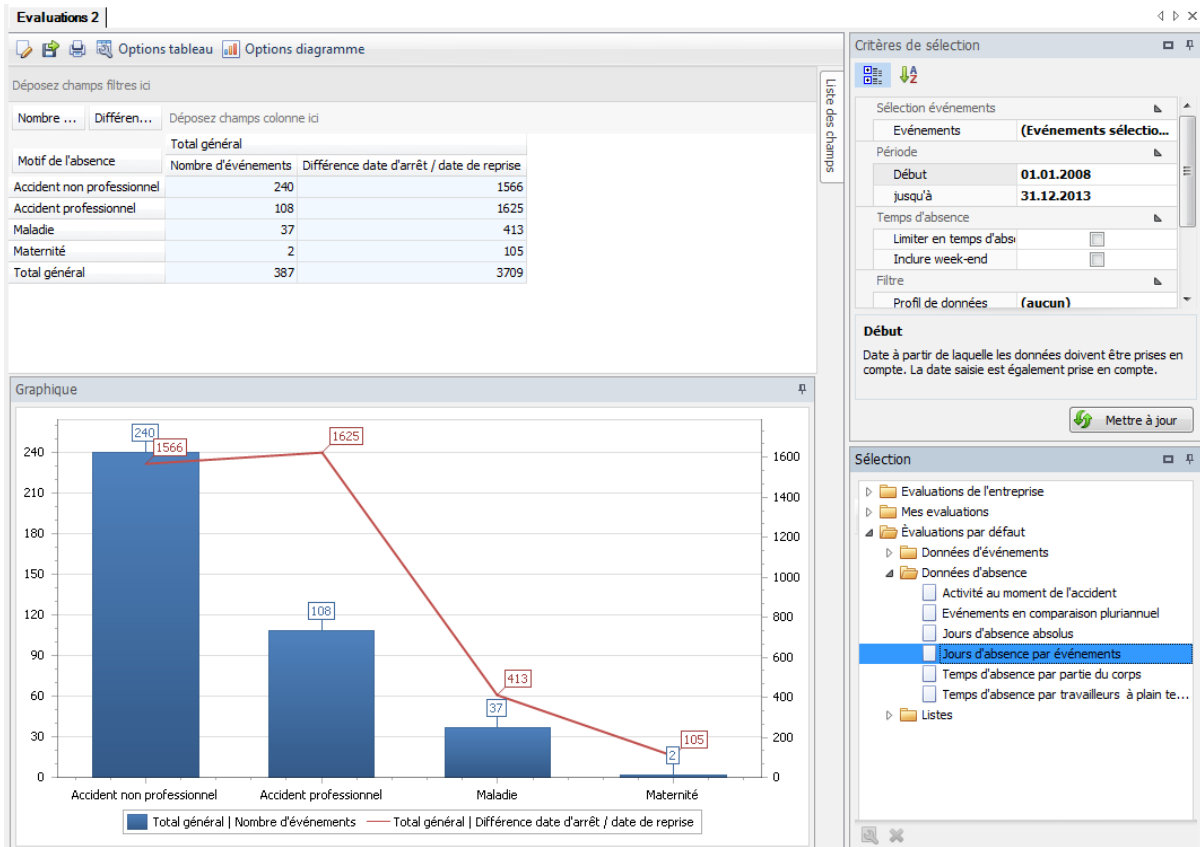 Evaluations 2
Options tableau Options diagramme
Déposez champs filtres ici
Nombre ... Différen... Déposez champs colonne ici
Total général
Motif de l'absence Nombre d'événements Différence date d'arrêt / date de reprise
Accident non professionnel 240 1566
Accident professionnel 108 1625
Maladie 37 413
Maternité 2 105
Total général 387 3709
Liste des champs
Graphique
240
210
180
150
120
90
60
30
0
240
1566
1625
108
413
37
105
2
1600
1400
1200
1000
800
600
400
200
0
Accident non professionnel Accident professionnel Maladie Maternité
Total général | Nombre d'événements Total général | Différence date d'arrêt / date de reprise
Critères de sélection
A
Z
Sélection événements
Evénements (Evénements sélectio...
Période
Début 01.01.2008
jusqu'à 31.12.2013
Temps d'absence
Limiter en temps d'abs
Inclure week-end
Filtre
Profil de données (aucun)
Début
Date à partir de laquelle les données doivent être prises en
compte. La date saisie est également prise en compte.
Mettre à jour
Sélection
Evaluations de l'entreprise
Mes evaluations
Èvaluations par défaut
Données d'événements
Données d'absence
Activité au moment de l'accident
Evénements en comparaison pluriannuel
Jours d'absence absolus
Jours d'absence par événements
Temps d'absence par partie du corps
Temps d'absence par travailleurs à plain te...
Listes